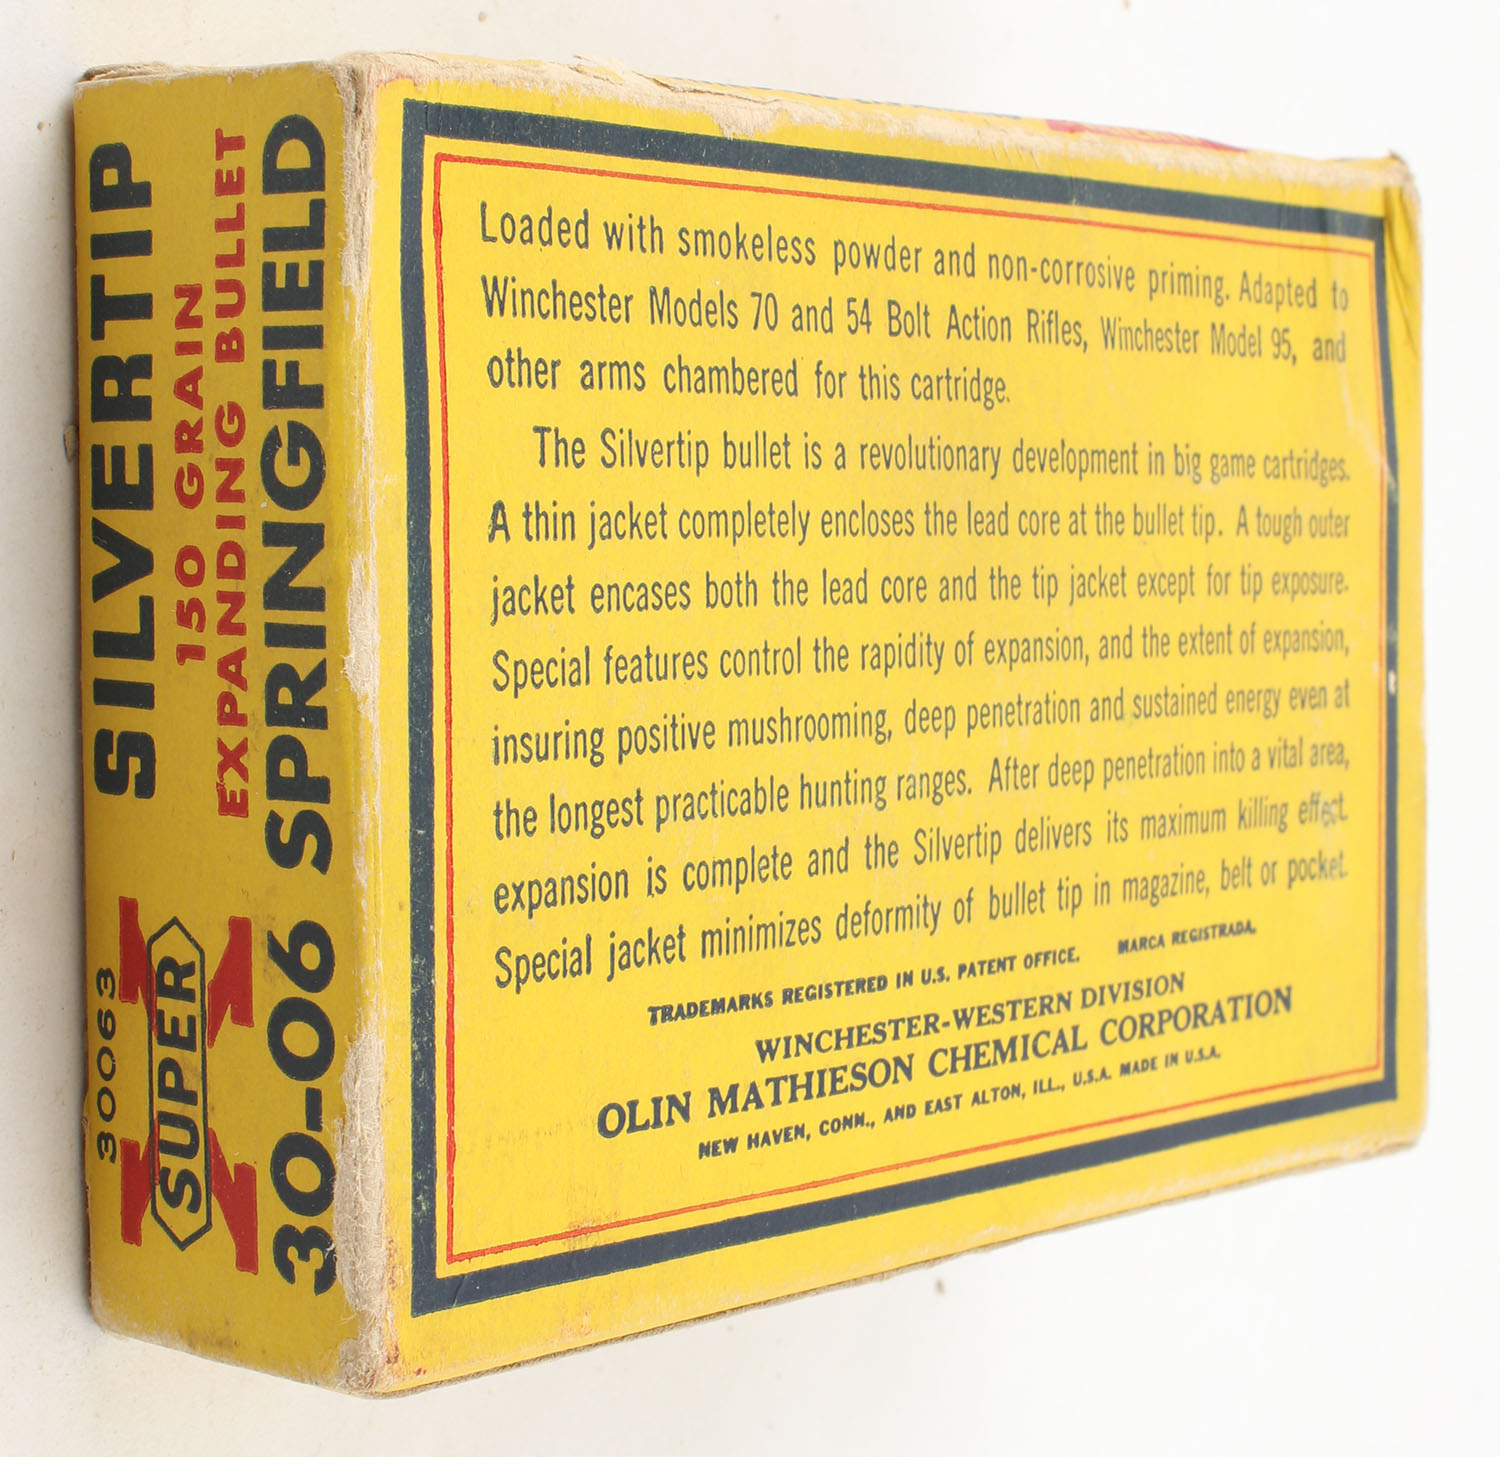 SILVERTIP
150 GRAIN
EXPANDING BULLET
30-06 SPRINGFIELD
30063
SUPER
X X
Loaded with smokeless powder and non-corrosive priming. Adapted to
Winchester Models 70 and 54 Bolt Action Rifles, Winchester Model 95, and
other arms chambered for this cartridge.
The Silvertip bullet is a revolutionary development in big game cartridges.
A thin jacket completely encloses the lead core at the bullet tip. A tough outer
jacket encases both the lead core and the tip jacket except for tip exposure.
Special features control the rapidity of expansion, and the extent of expansion,
insuring positive mushrooming, deep penetration and sustained energy even at
the longest practicable hunting ranges. After deep penetration into a vital area,
expansion is complete and the Silvertip delivers its maximum killing effect.
Special jacket minimizes deformity of bullet tip in magazine, belt or pocket.
TRADEMARKS REGISTERED IN U.S. PATENT OFFICE. MARCA REGISTRADA.
WINCHESTER-WESTERN DIVISION
OLIN MATHIESON CHEMICAL CORPORATION
NEW HAVEN, CONN., AND EAST ALTON, ILL., U.S.A. MADE IN U.S.A.